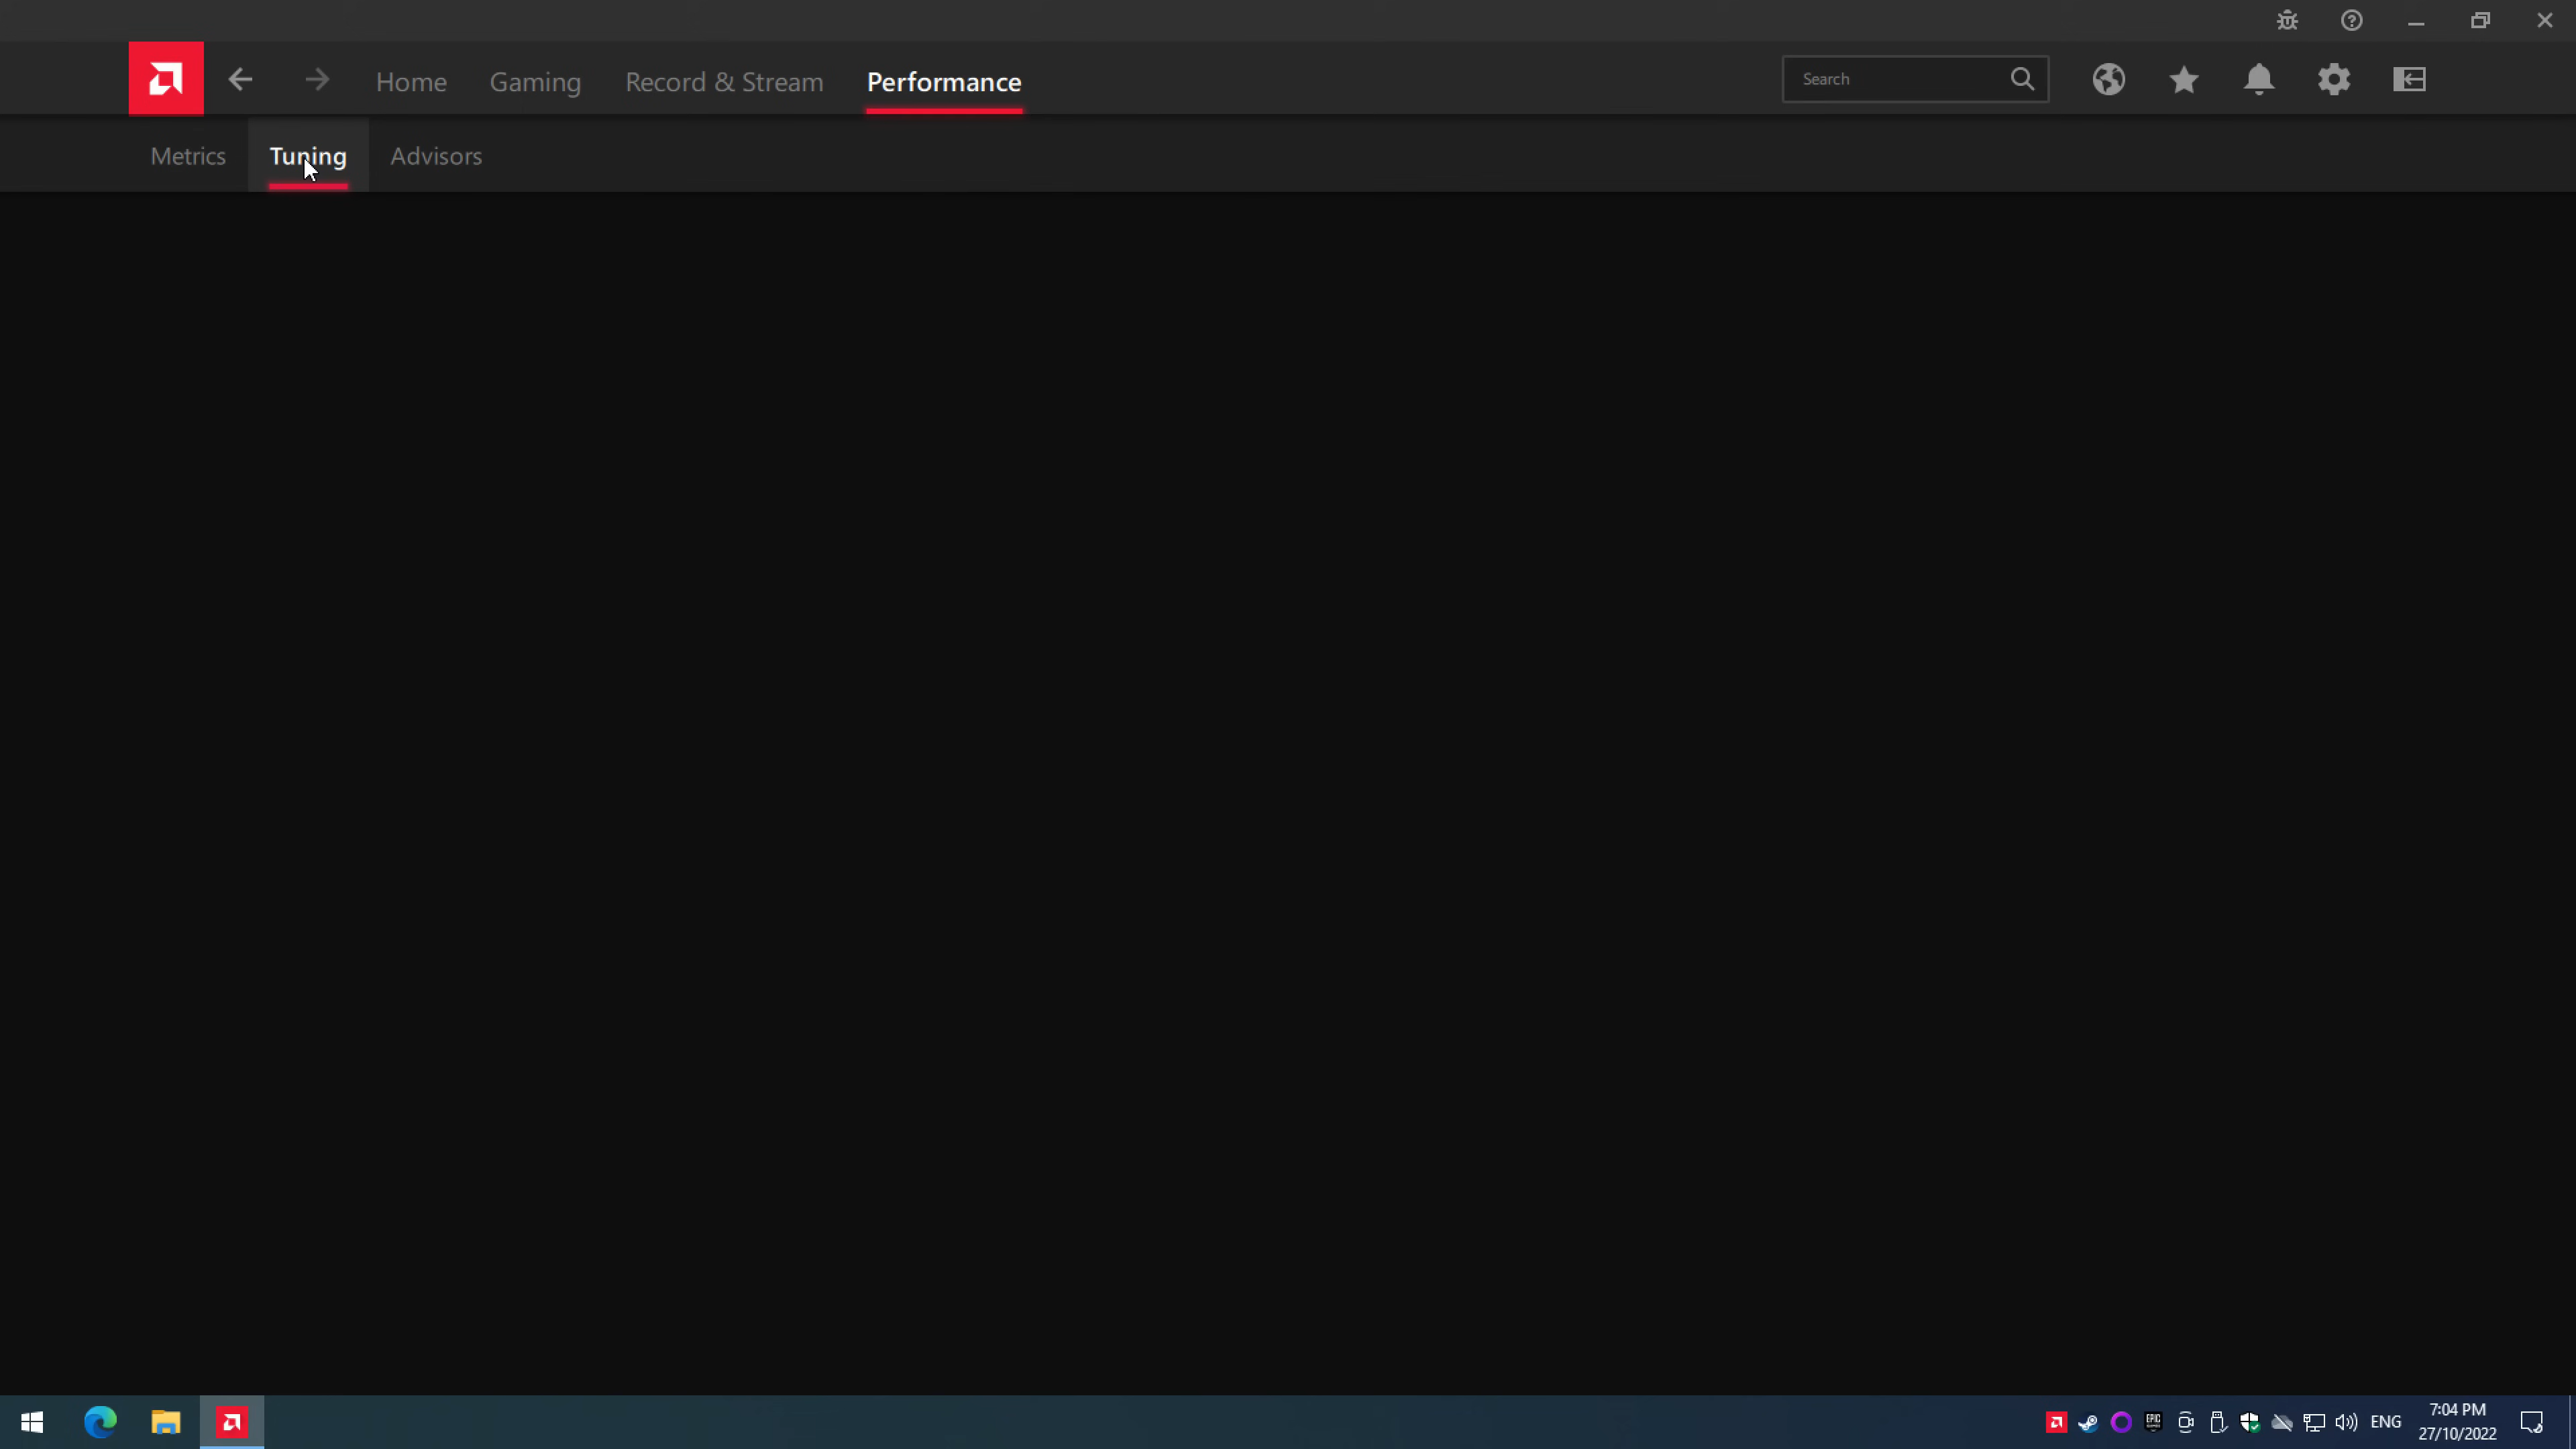 Home Gaming Record & Stream Performance Search
Metrics Tuning Advisors
ENG
7:04 PM
27/10/2022